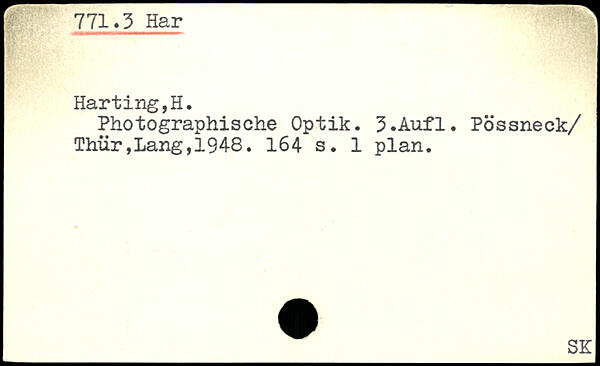 771.3 Har
Harting,H.
Photographische Optik. 3.Aufl. Pössneck/
Thür,Lang,1948. 164 s. 1 plan.
SK